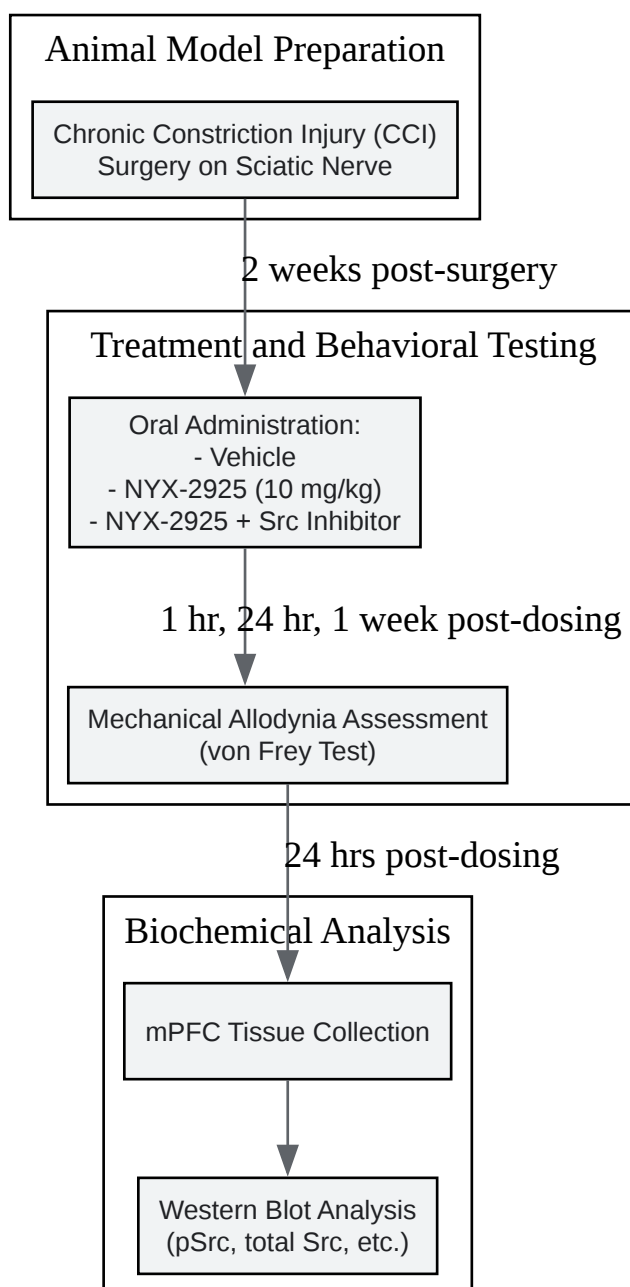 Animal Model Preparation
Chronic Constriction Injury (CCI)
Surgery on Sciatic Nerve
2 weeks post-surgery
Treatment and Behavioral Testing
Oral Administration:
- Vehicle
- NYX-2925 (10 mg/kg)
- NYX-2925 + Src Inhibitor
1 hr, 24 hr, 1 week post-dosing
Mechanical Allodynia Assessment
(von Frey Test)
24 hrs post-dosing
Biochemical Analysis
mPFC Tissue Collection
Western Blot Analysis
(pSrc, total Src, etc.)